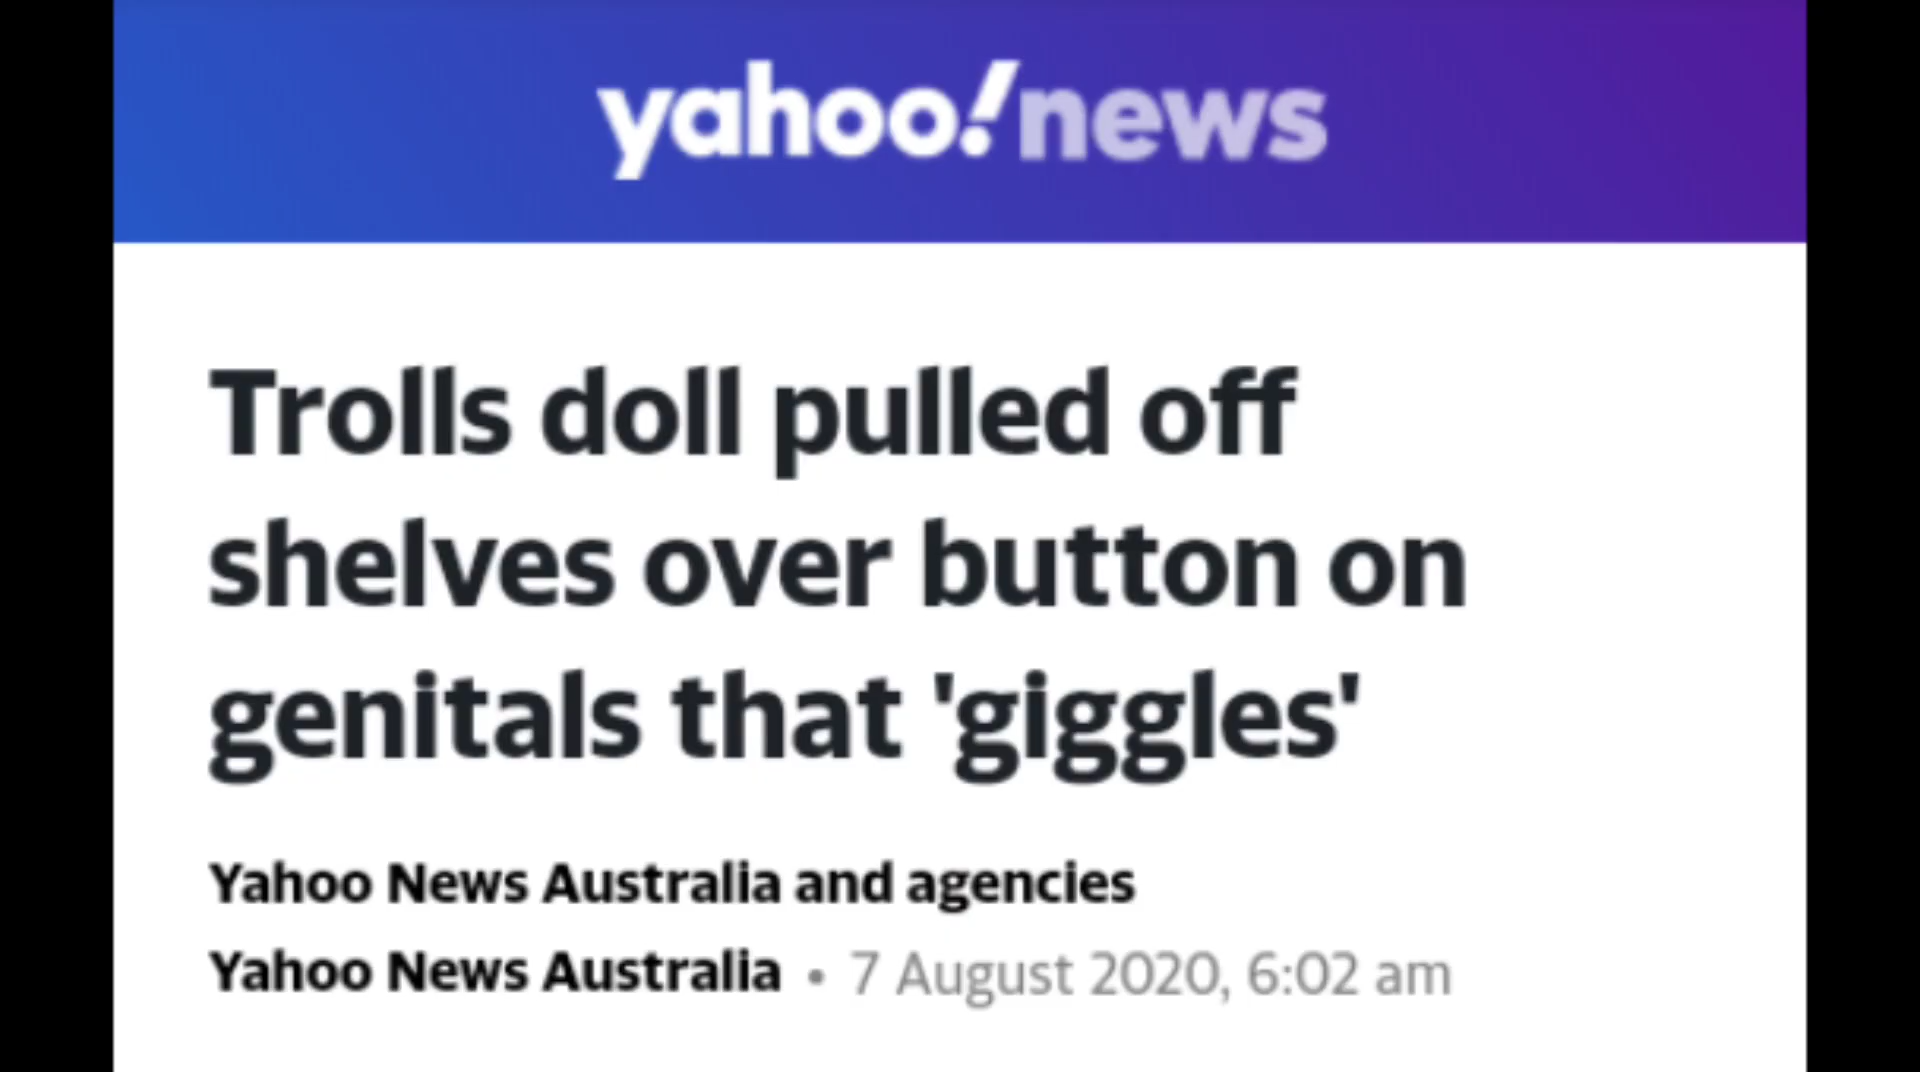 yahoo!news
Trolls doll pulled off
shelves over button on
genitals that 'giggles'
Yahoo News Australia and agencies
Yahoo News Australia • 7 August 2020, 6:02 am